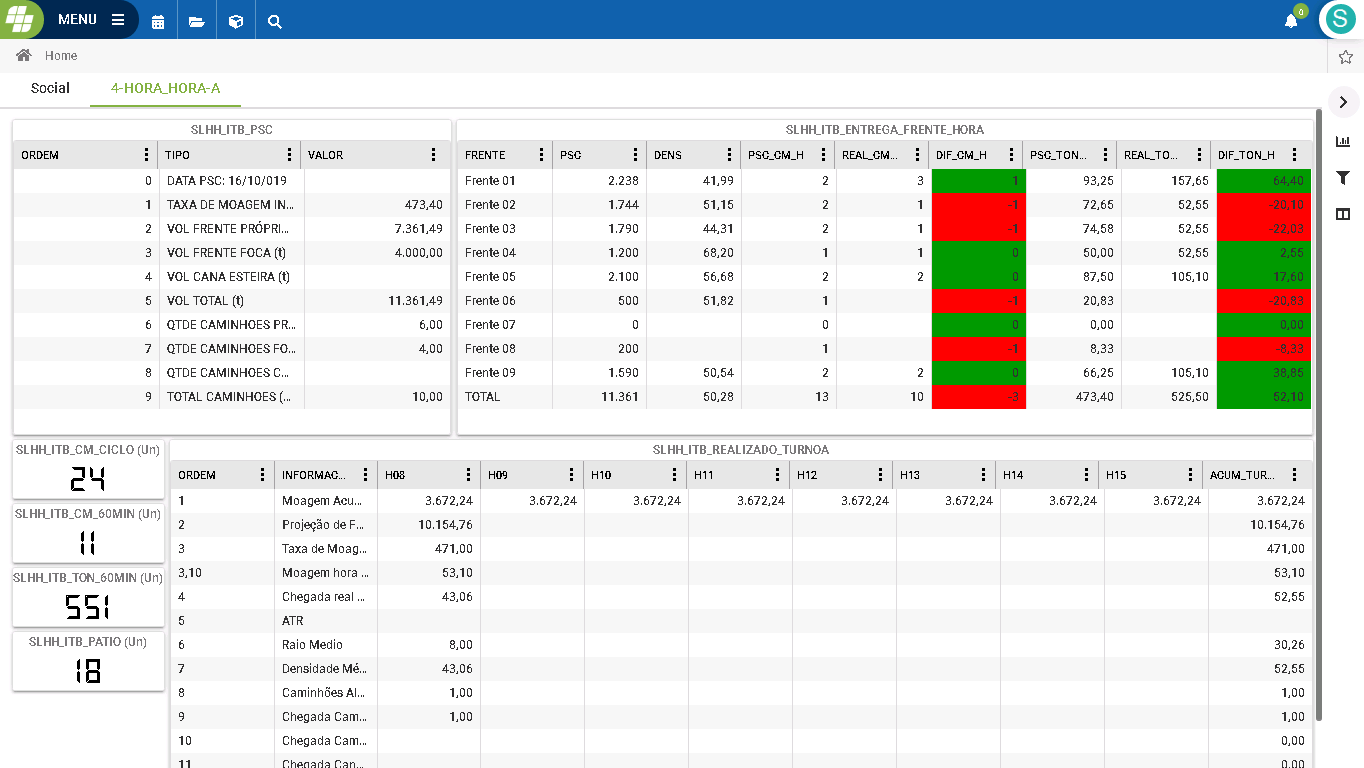 MENU
0
S
Home
Social 4-HORA_HORA-A
SLHH_ITB_PSC
ORDEM TIPO VALOR
0 DATA PSC: 16/10/019
1 TAXA DE MOAGEM IN... 473,40
2 VOL FRENTE PRÓPRI... 7.361,49
3 VOL FRENTE FOCA (t) 4.000,00
4 VOL CANA ESTEIRA (t)
5 VOL TOTAL (t) 11.361,49
6 QTDE CAMINHOES PR... 6,00
7 QTDE CAMINHOES FO... 4,00
8 QTDE CAMINHOES C...
9 TOTAL CAMINHOES (... 10,00
SLHH_ITB_ENTREGA_FRENTE_HORA
FRENTE PSC DENS PSC_CM_H REAL_CM... DIF_CM_H PSC_TON... REAL_TO... DIF_TON_H
Frente 01 2.238 41,99 2 3 1 93,25 157,65 64,40
Frente 02 1.744 51,15 2 1 -1 72,65 52,55 -20,10
Frente 03 1.790 44,31 2 1 -1 74,58 52,55 -22,03
Frente 04 1.200 68,20 1 1 0 50,00 52,55 2,55
Frente 05 2.100 56,68 2 2 0 87,50 105,10 17,60
Frente 06 500 51,82 1 -1 20,83 -20,83
Frente 07 0 0 0 0,00 0,00
Frente 08 200 1 -1 8,33 -8,33
Frente 09 1.590 50,54 2 2 0 66,25 105,10 38,85
TOTAL 11.361 50,28 13 10 -3 473,40 525,50 52,10
SLHH_ITB_CM_CICLO (Un)
24
SLHH_ITB_CM_60MIN (Un)
11
SLHH_ITB_TON_60MIN (Un)
551
SLHH_ITB_PATIO (Un)
18
SLHH_ITB_REALIZADO_TURNOA
ORDEM INFORMAC... H08 H09 H10 H11 H12 H13 H14 H15 ACUM_TUR...
1 Moagem Acu... 3.672,24 3.672,24 3.672,24 3.672,24 3.672,24 3.672,24 3.672,24 3.672,24 3.672,24
2 Projeção de F... 10.154,76 10.154,76
3 Taxa de Moag... 471,00 471,00
3,10 Moagem hora ... 53,10 53,10
4 Chegada real ... 43,06 52,55
5 ATR
6 Raio Medio 8,00 30,26
7 Densidade Mé... 43,06 52,55
8 Caminhões Al... 1,00 1,00
9 Chegada Cam... 1,00 1,00
10 Chegada Cam... 0,00
11 Chegada Can... 0,00